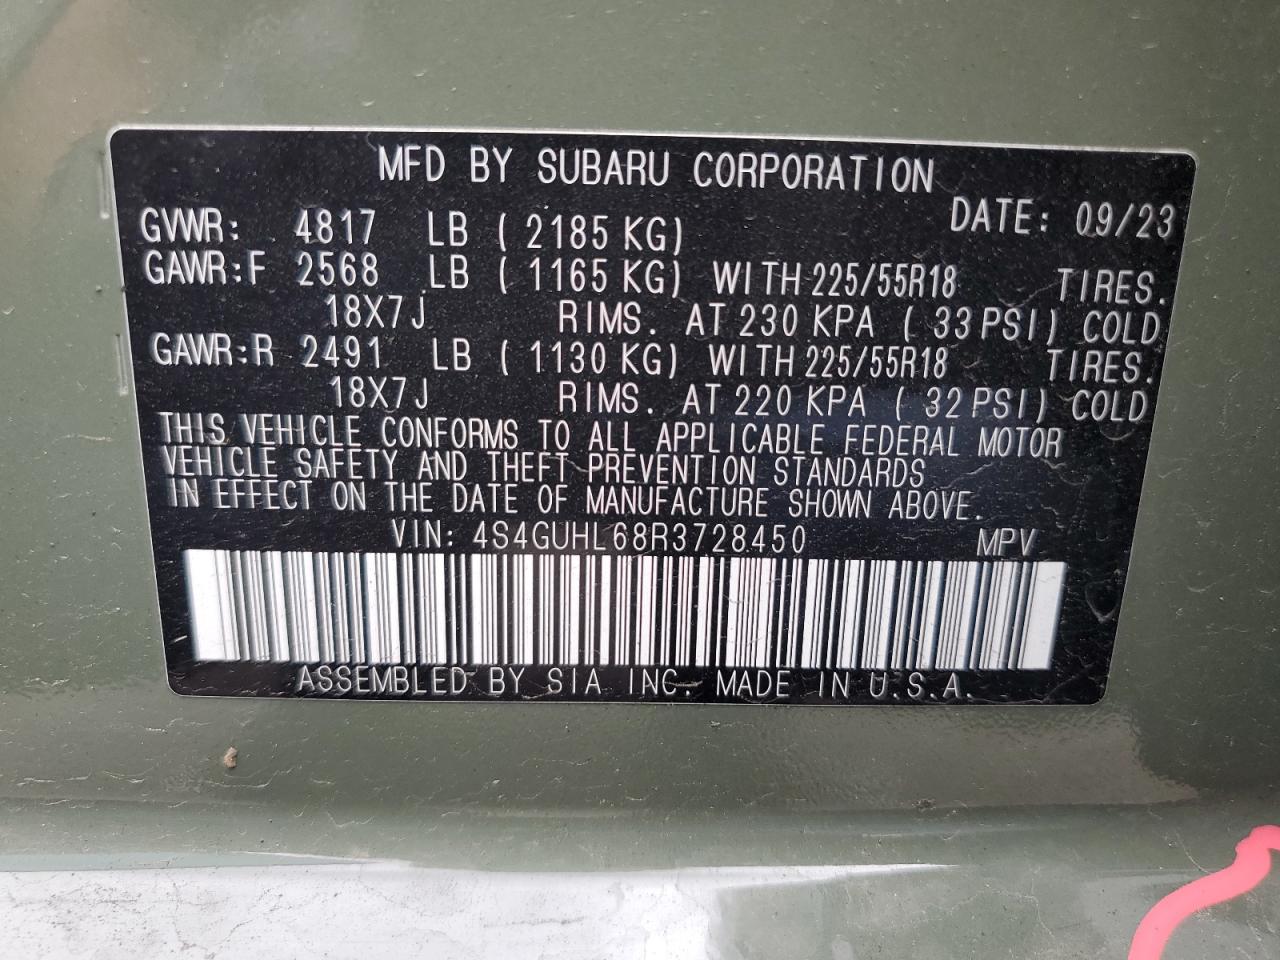 MFD BY SUBARU CORPORATION
DATE: 09/23
GVWR: 4817 LB (2185 KG)
GAWR:F 2568 LB (1165 KG) WITH 225/55R18 TIRES.
18X7J RIMS. AT 230 KPA (33 PSI) COLD
GAWR:R 2491 LB (1130 KG) WITH 225/55R18 TIRES.
18X7J RIMS. AT 220 KPA (32 PSI) COLD
THIS VEHICLE CONFORMS TO ALL APPLICABLE FEDERAL MOTOR
VEHICLE SAFETY AND THEFT PREVENTION STANDARDS
IN EFFECT ON THE DATE OF MANUFACTURE SHOWN ABOVE.
VIN: 4S4GUHL68R3728450 MPV
ASSEMBLED BY SIA INC. MADE IN U.S.A.